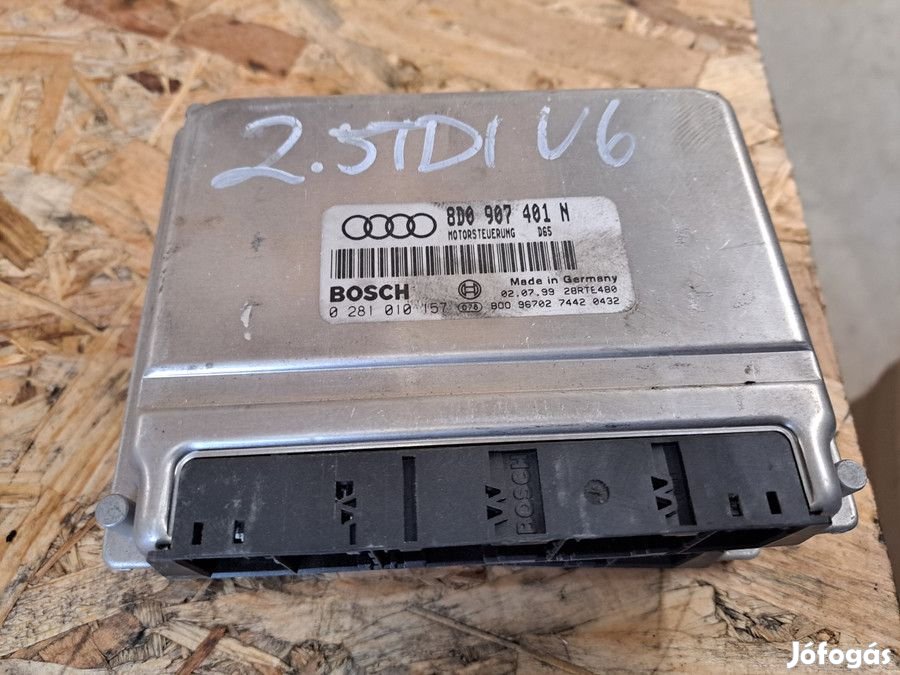 2.5TDI V6
8D0 907 401 N
MOTORSTEUERUNG D65
Made in Germany
BOSCH 02.07.99 28RTE480
0 281 010 157 078 800 96702 7442 0432
BOSCH
Jófogás